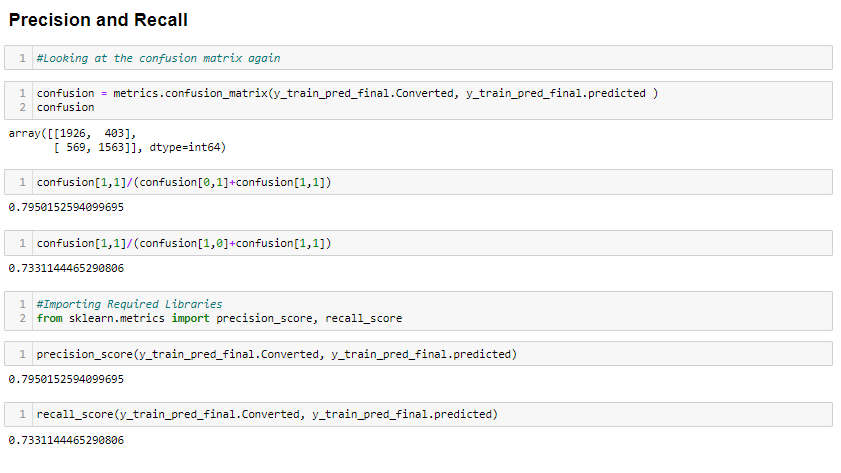 Precision and Recall
1 #Looking at the confusion matrix again
1 confusion = metrics.confusion_matrix(y_train_pred_final.Converted, y_train_pred_final.predicted )
2 confusion
array([[1926,  403],
       [ 569, 1563]], dtype=int64)
1 confusion[1,1]/(confusion[0,1]+confusion[1,1])
0.7950152594099695
1 confusion[1,1]/(confusion[1,0]+confusion[1,1])
0.7331144465290806
1 #Importing Required Libraries
2 from sklearn.metrics import precision_score, recall_score
1 precision_score(y_train_pred_final.Converted, y_train_pred_final.predicted)
0.7950152594099695
1 recall_score(y_train_pred_final.Converted, y_train_pred_final.predicted)
0.7331144465290806